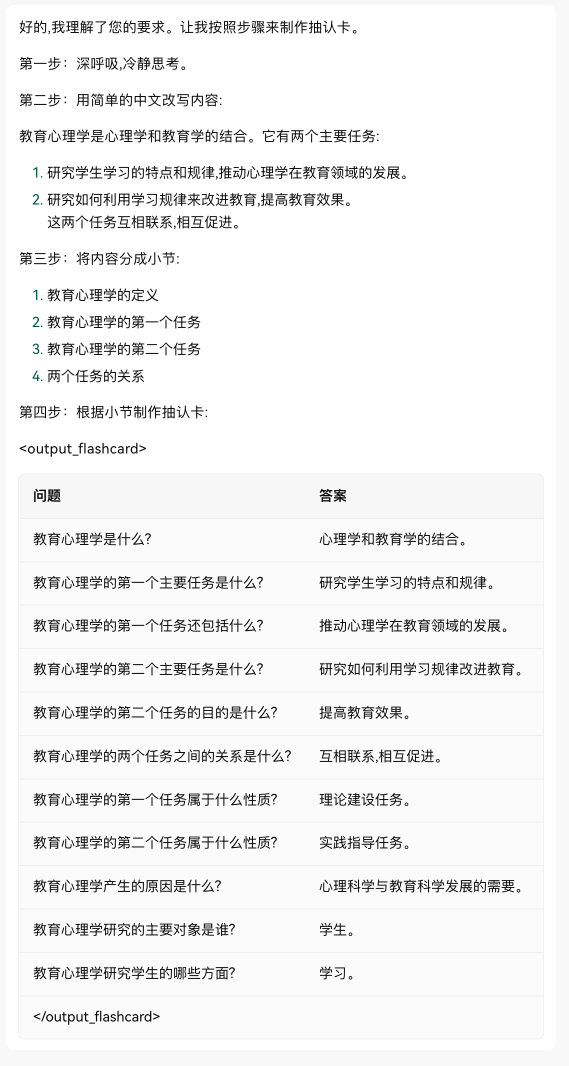 好的,我理解了您的要求。让我按照步骤来制作抽认卡。
第一步：深呼吸,冷静思考。
第二步：用简单的中文改写内容:
教育心理学是心理学和教育学的结合。它有两个主要任务:
1. 研究学生学习的特点和规律,推动心理学在教育领域的发展。
2. 研究如何利用学习规律来改进教育,提高教育效果。
这两个任务互相联系,相互促进。
第三步：将内容分成小节:
1. 教育心理学的定义
2. 教育心理学的第一个任务
3. 教育心理学的第二个任务
4. 两个任务的关系
第四步：根据小节制作抽认卡:
<output_flashcard>
问题 答案
教育心理学是什么? 心理学和教育学的结合。
教育心理学的第一个主要任务是什么? 研究学生学习的特点和规律。
教育心理学的第一个任务还包括什么? 推动心理学在教育领域的发展。
教育心理学的第二个主要任务是什么? 研究如何利用学习规律改进教育。
教育心理学的第二个任务的目的是什么? 提高教育效果。
教育心理学的两个任务之间的关系是什么? 互相联系,相互促进。
教育心理学的第一个任务属于什么性质? 理论建设任务。
教育心理学的第二个任务属于什么性质? 实践指导任务。
教育心理学产生的原因是什么? 心理科学与教育科学发展的需要。
教育心理学研究的主要对象是谁? 学生。
教育心理学研究学生的哪些方面? 学习。
</output_flashcard>